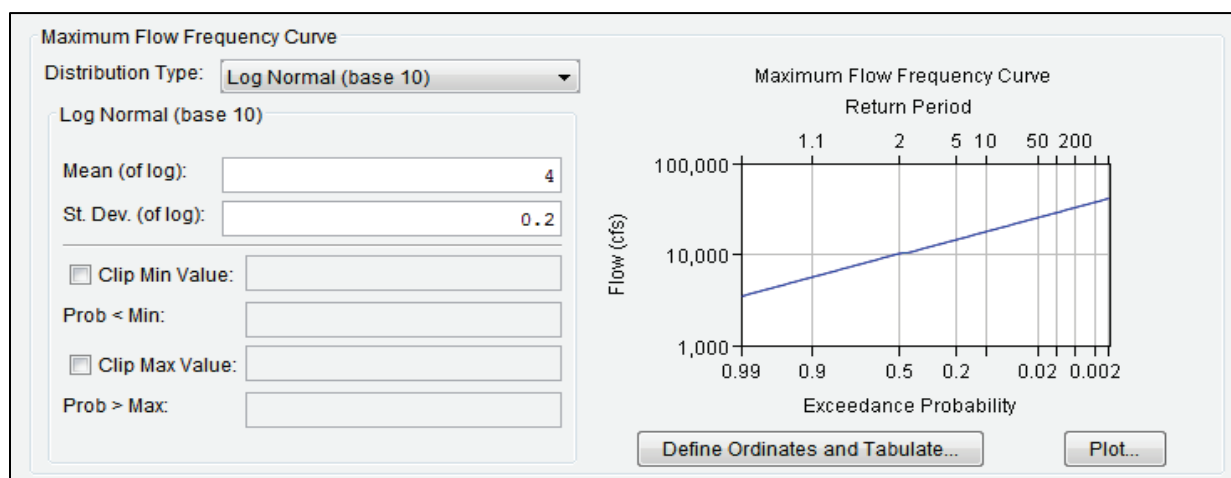 Maximum Flow Frequency Curve
Distribution Type: Log Normal (base 10)
Log Normal (base 10)
Mean (of log): 4
St. Dev. (of log): 0.2
Clip Min Value:
Prob < Min:
Clip Max Value:
Prob > Max:
Maximum Flow Frequency Curve
Return Period
1.1 2 5 10 50 200
100,000
10,000
1,000
Flow (cfs)
0.99 0.9 0.5 0.2 0.02 0.002
Exceedance Probability
Define Ordinates and Tabulate... Plot...